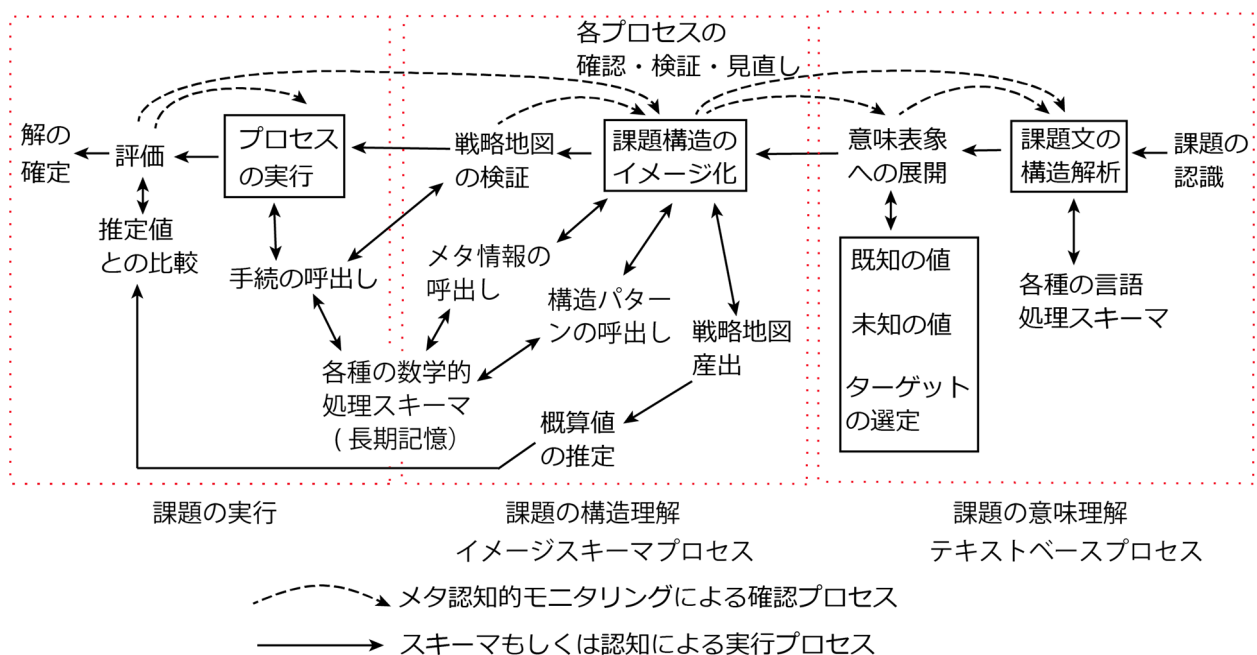 各プロセスの
確認・検証・見直し
解の
確定
評価
プロセス
の実行
戦略地図
の検証
課題構造の
イメージ化
意味表象
への展開
課題文の
構造解析
課題の
認識
推定値
との比較
手続の呼出し
メタ情報の
呼出し
構造パター
ンの呼出し
戦略地図
産出
既知の値
未知の値
ターゲット
の選定
各種の言語
処理スキーマ
各種の数学的
処理スキーマ
(長期記憶)
概算値
の推定
課題の実行
課題の構造理解
イメージスキーマプロセス
課題の意味理解
テキストベースプロセス
メタ認知的モニタリングによる確認プロセス
スキーマもしくは認知による実行プロセス